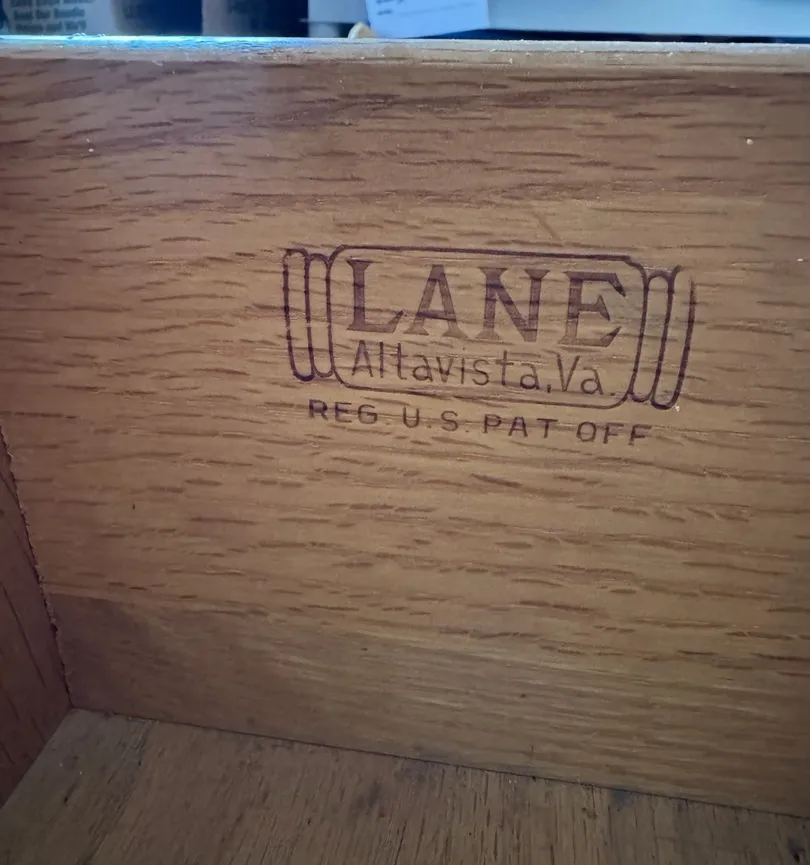 LANE
Altavista, Va.
REG. U.S. PAT OFF